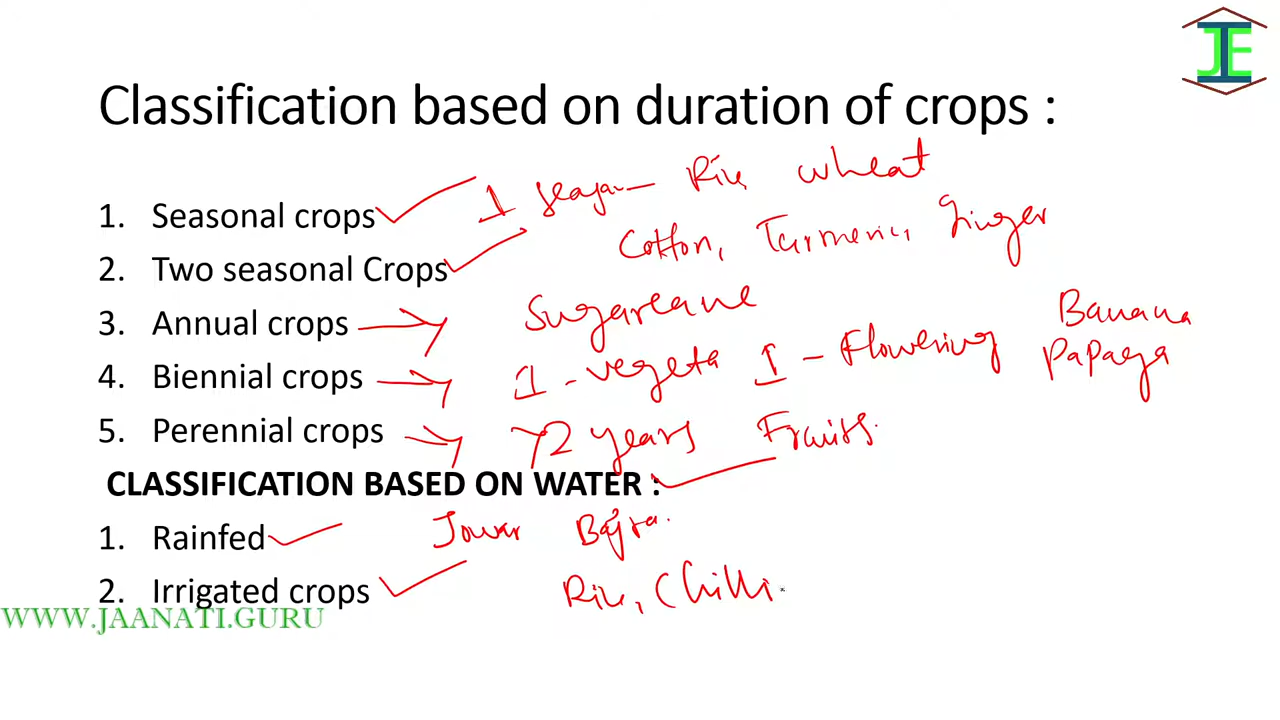 JE
Classification based on duration of crops :
1. Seasonal crops 1 Rice wheat
Cotton, Turmeric, Ginger
2. Two seasonal Crops
3. Annual crops Sugarcane
Banana
4. Biennial crops 1 - vegeta 1 - Flowering Papaya
5. Perennial crops >2 years Fruits.
CLASSIFICATION BASED ON WATER :
1. Rainfed Jowar Bajra.
2. Irrigated crops Rice, Chilli
WWW.JAANATI.GURU